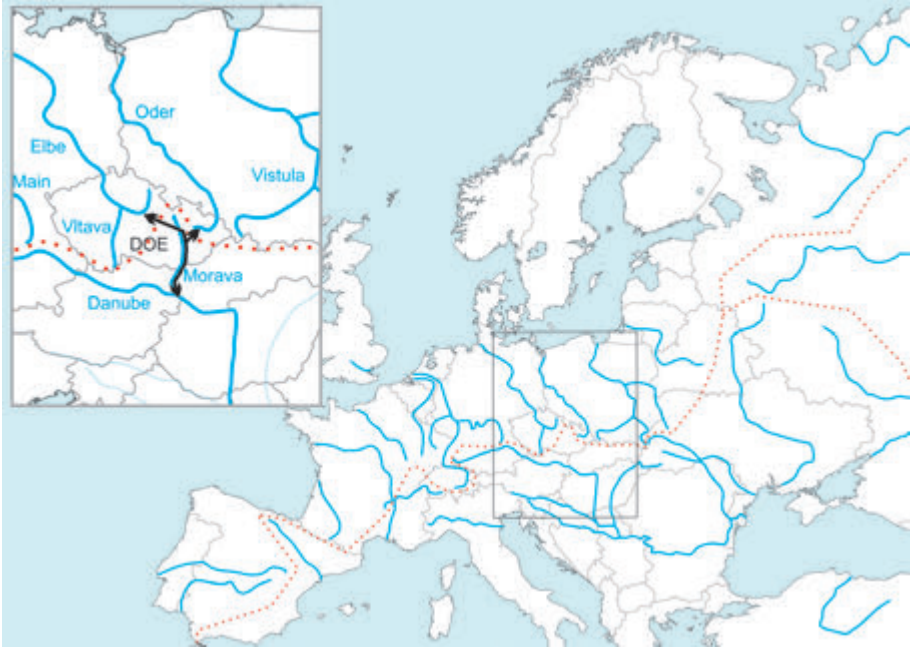 Oder
Elbe
Vistula
Main
Vltava
DOE
Morava
Danube